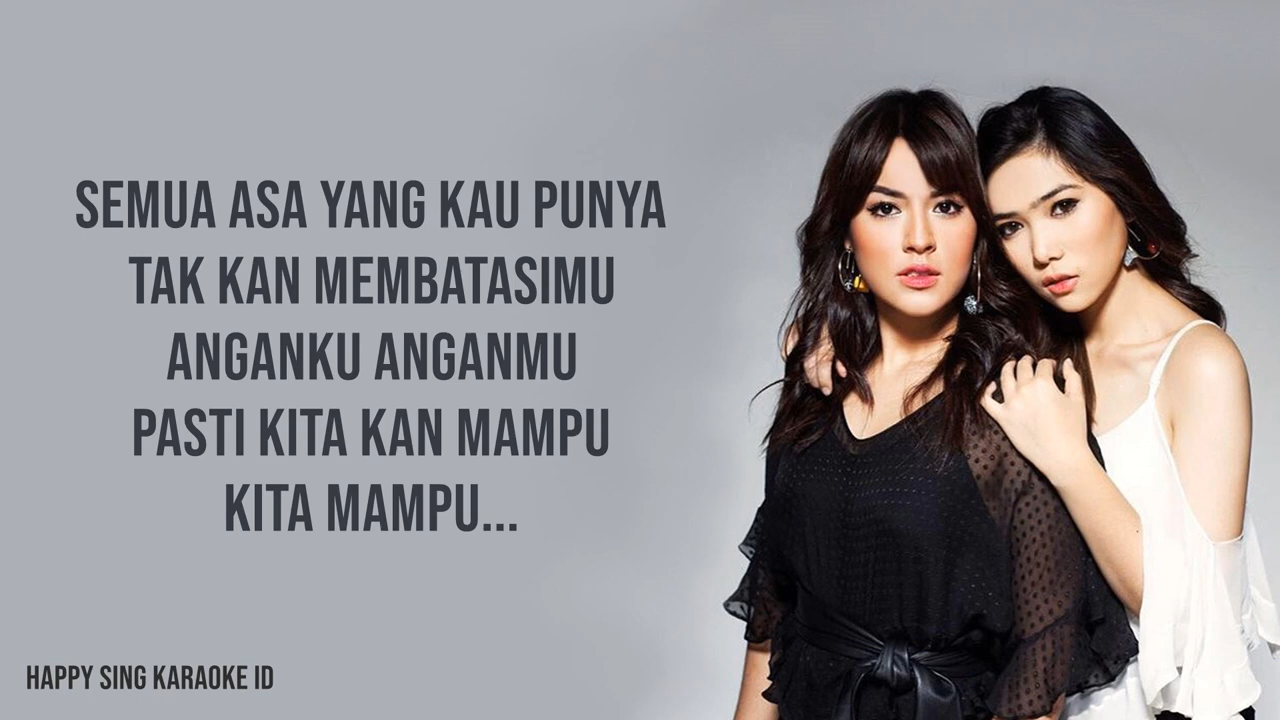 SEMUA ASA YANG KAU PUNYA
TAK KAN MEMBATASIMU
ANGANKU ANGANMU
PASTI KITA KAN MAMPU
KITA MAMPU...
HAPPY SING KARAOKE ID